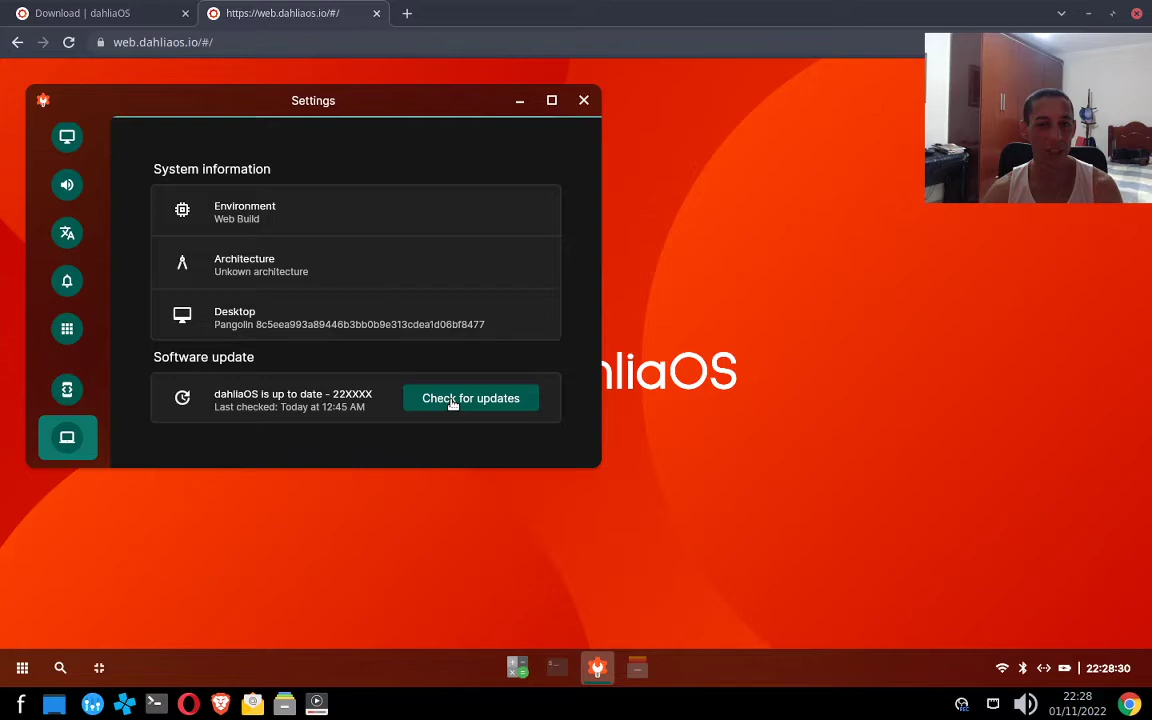 Download | dahliaOS
https://web.dahliaos.io/#/
web.dahliaos.io/#/
Settings
System information
Environment
Web Build
Architecture
Unkown architecture
Desktop
Pangolin 8c5eea993a89446b3bb0b9e313cdea1d06bf8477
Software update
dahliaOS is up to date - 22XXXX
Last checked: Today at 12:45 AM
Check for updates
hliaOS
22:28:30
22:28
01/11/2022